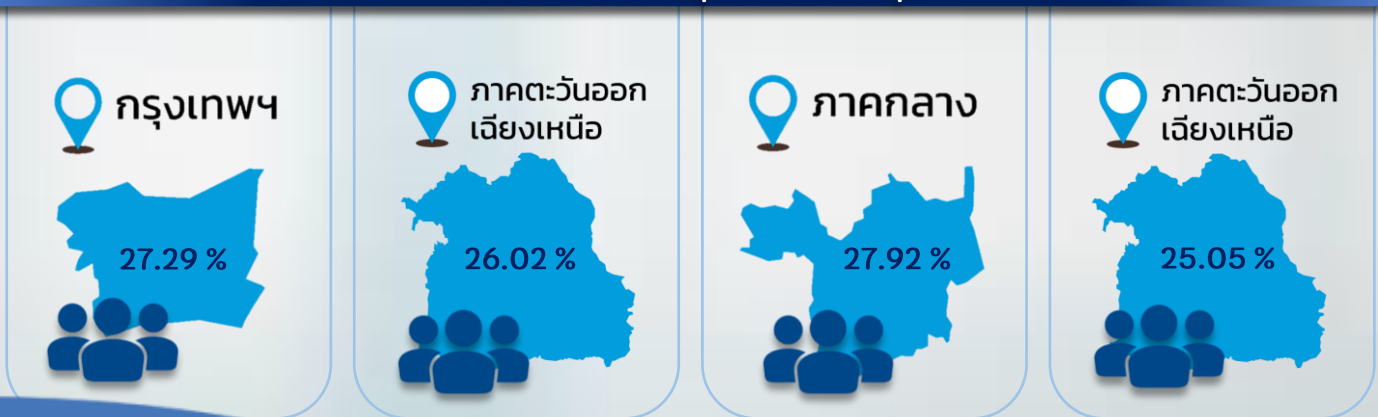 กรุงเทพฯ
27.29 %
ภาคตะวันออก
เฉียงเหนือ
26.02 %
ภาคกลาง
27.92 %
ภาคตะวันออก
เฉียงเหนือ
25.05 %